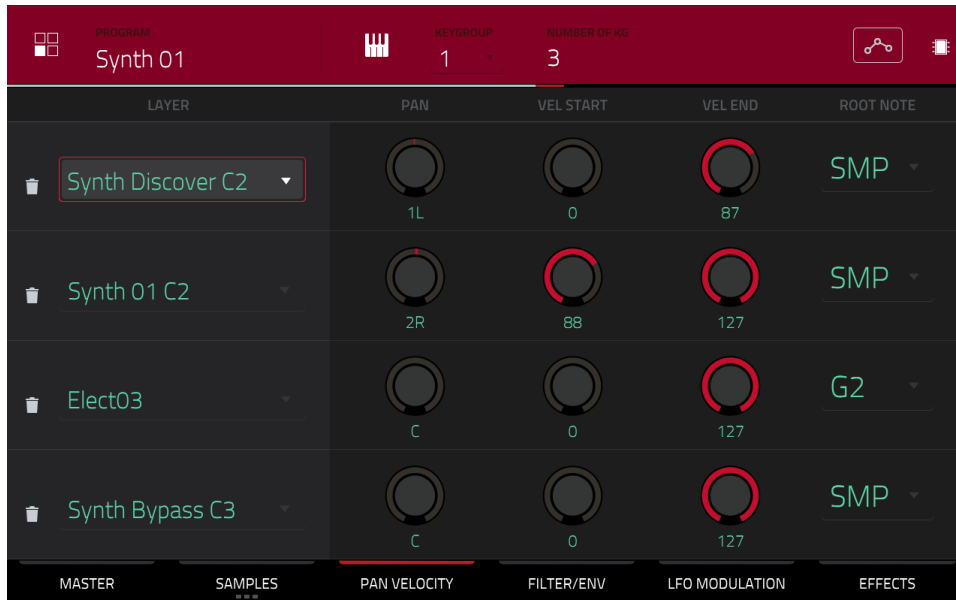 PROGRAM KEYGROUP NUMBER OF KG
Synth 01 1 3
LAYER PAN VEL START VEL END ROOT NOTE
Synth Discover C2 SMP
1L 0 87
Synth 01 C2 SMP
2R 88 127
Elect03 G2
C 0 127
Synth Bypass C3 SMP
C 0 127
MASTER SAMPLES PAN VELOCITY FILTER/ENV LFO MODULATION EFFECTS